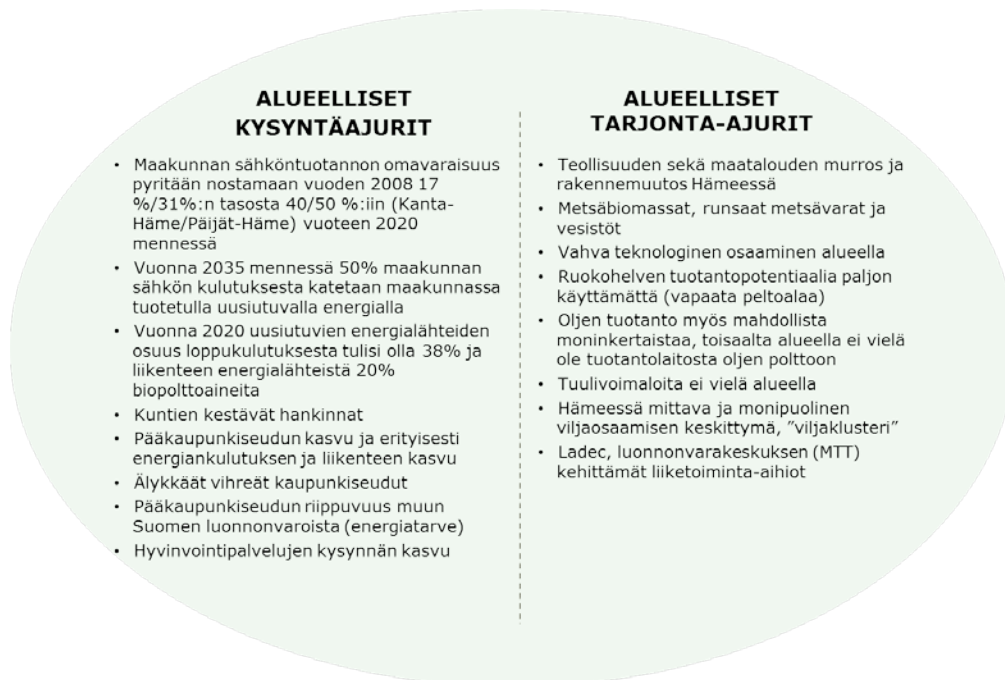 ALUEELLISET
KYSYNTÄAJURIT
• Maakunnan sähköntuotannon omavaraisuus
pyritään nostamaan vuoden 2008 17
%/31%:n tasosta 40/50 %:iin (Kanta-
Häme/Päijät-Häme) vuoteen 2020
mennessä
• Vuonna 2035 mennessä 50% maakunnan
sähkön kulutuksesta katetaan maakunnassa
tuotetulla uusiutuvalla energialla
• Vuonna 2020 uusiutuvien energialähteiden
osuus loppukulutuksesta tulisi olla 38% ja
liikenteen energialähteistä 20%
biopolttoaineita
• Kuntien kestävät hankinnat
• Pääkaupunkiseudun kasvu ja erityisesti
energiankulutuksen ja liikenteen kasvu
• Älykkäät vihreät kaupunkiseudut
• Pääkaupunkiseudun riippuvuus muun
Suomen luonnonvaroista (energiatarve)
• Hyvinvointipalvelujen kysynnän kasvu
ALUEELLISET
TARJONTA-AJURIT
• Teollisuuden sekä maatalouden murros ja
rakennemuutos Hämeessä
• Metsäbiomassat, runsaat metsävarat ja
vesistöt
• Vahva teknologinen osaaminen alueella
• Ruokohelven tuotantopotentiaalia paljon
käyttämättä (vapaata peltoalaa)
• Oljen tuotanto myös mahdollista
moninkertaistaa, toisaalta alueella ei vielä
ole tuotantolaitosta oljen polttoon
• Tuulivoimaloita ei vielä alueella
• Hämeessä mittava ja monipuolinen
viljaosaamisen keskittymä, ”viljaklusteri”
• Ladec, luonnonvarakeskuksen (MTT)
kehittämät liiketoiminta-aihiot